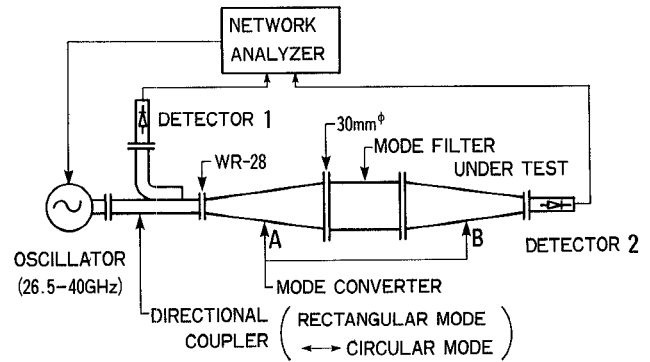 NETWORK
ANALYZER
DETECTOR 1
30mmϕ
WR-28
MODE FILTER
UNDER TEST
A
B
OSCILLATOR
(26.5-40GHz)
DETECTOR 2
MODE CONVERTER
DIRECTIONAL
COUPLER
( RECTANGULAR MODE
↔ CIRCULAR MODE )